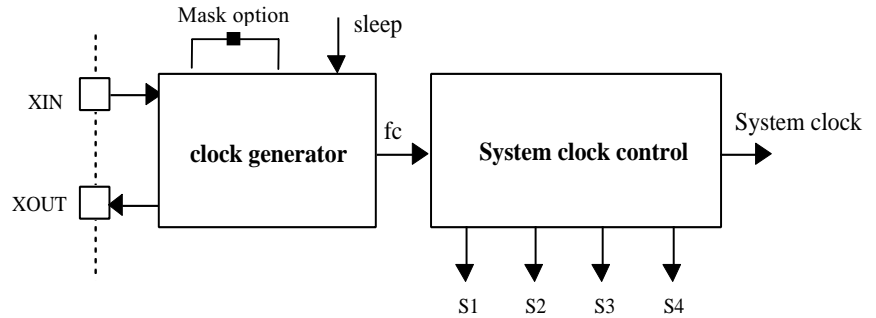 Mask option
sleep
XIN
fc
System clock
clock generator
System clock control
XOUT
S1
S2
S3
S4